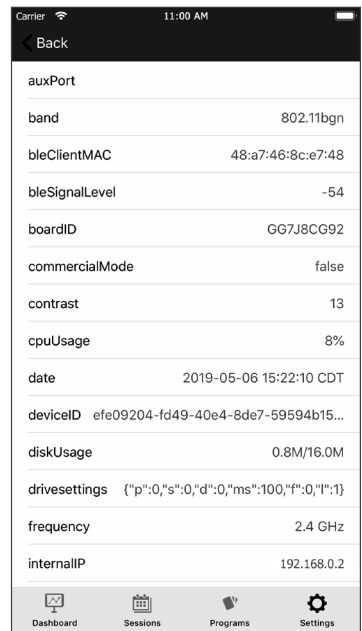 Carrier 11:00 AM
Back
auxPort
band 802.11bgn
bleClientMAC 48:a7:46:8c:e7:48
bleSignalLevel -54
boardID GG7J8CG92
commercialMode false
contrast 13
cpuUsage 8%
date 2019-05-06 15:22:10 CDT
deviceID efe09204-fd49-40e4-8de7-59594b15...
diskUsage 0.8M/16.0M
drivesettings {"p":0,"s":0,"d":0,"ms":100,"f":0,"l":1}
frequency 2.4 GHz
internalIP 192.168.0.2
Dashboard Sessions Programs Settings